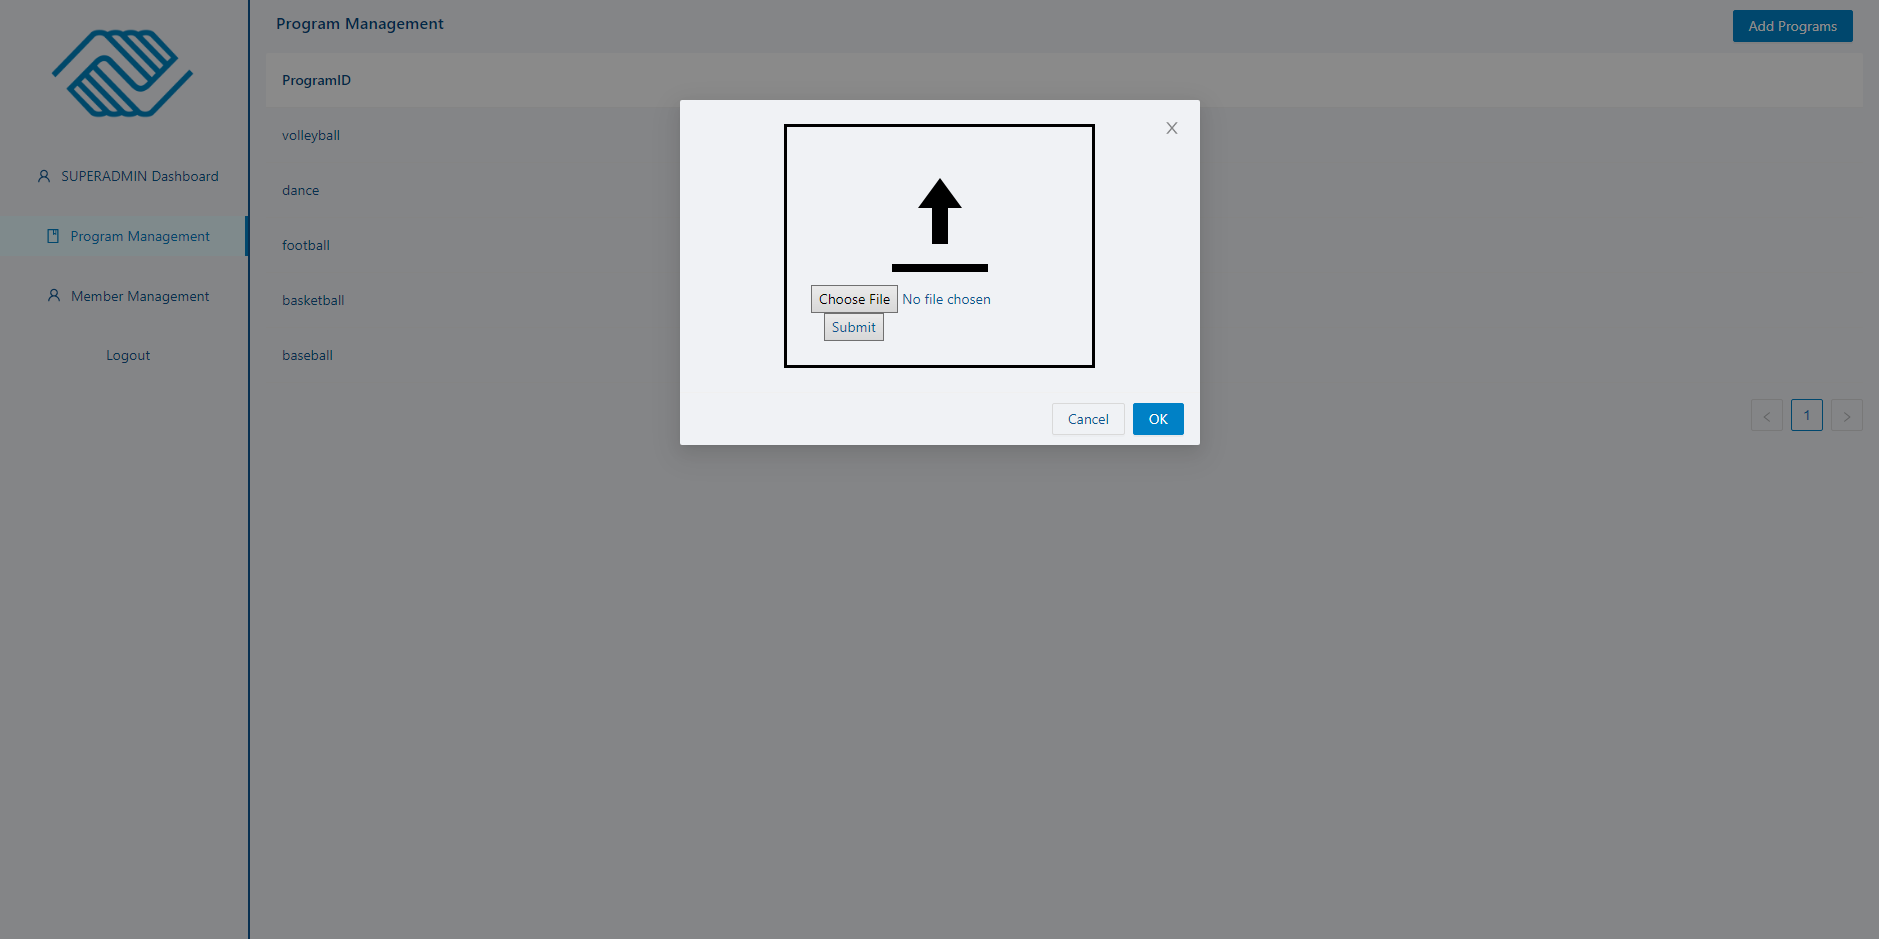 SUPERADMIN Dashboard
Program Management
Member Management
Logout
Program Management
Add Programs
ProgramID
volleyball
dance
football
basketball
baseball
< 1 >
X
Choose File No file chosen
Submit
Cancel OK